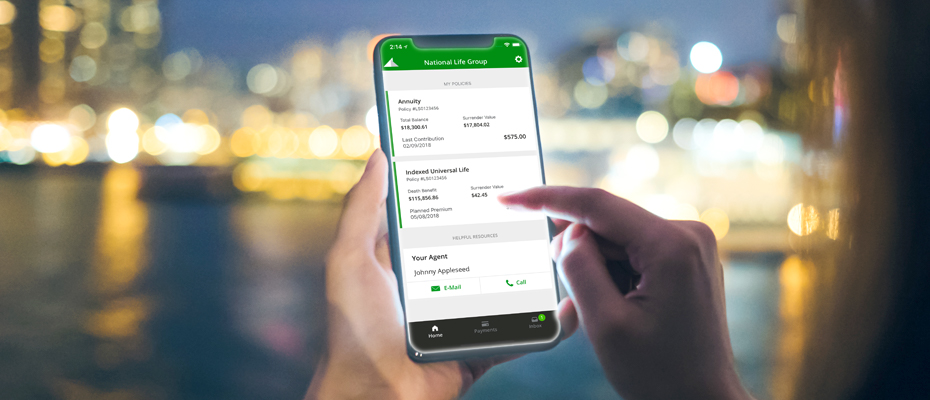 2:14
National Life Group
MY POLICIES
Annuity
Policy #LS0123456
Total Balance
Surrender Value
$18,300.61
$17,804.02
Last Contribution
$575.00
02/09/2018
Indexed Universal Life
Policy #LS0123456
Death Benefit
Surrender Value
$115,856.86
$42.45
Planned Premium
05/08/2018
HELPFUL RESOURCES
Your Agent
Johnny Appleseed
E-Mail
Call
Home
Payments
Inbox
1